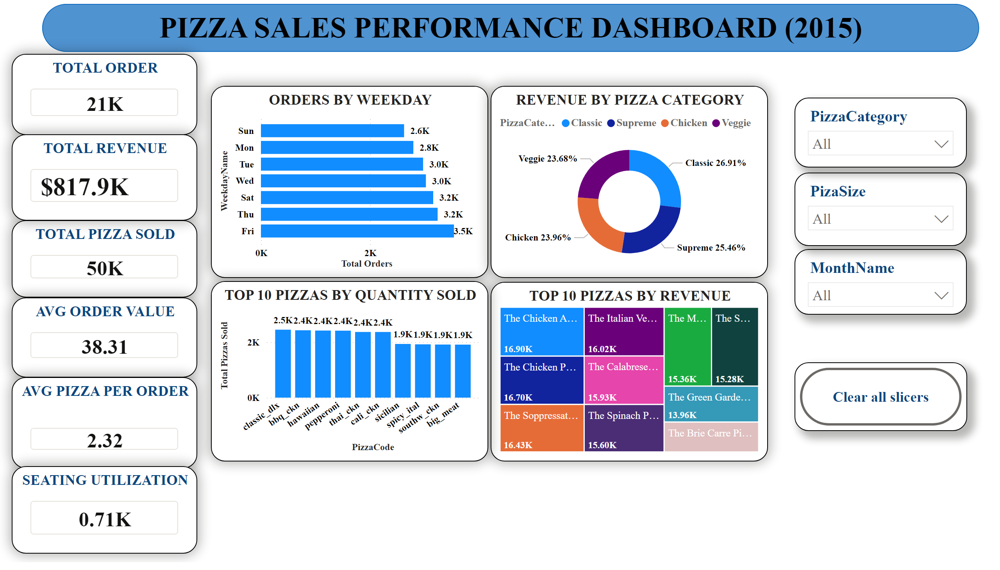 PIZZA SALES PERFORMANCE DASHBOARD (2015)
TOTAL ORDER
21K
TOTAL REVENUE
$817.9K
TOTAL PIZZA SOLD
50K
AVG ORDER VALUE
38.31
AVG PIZZA PER ORDER
2.32
SEATING UTILIZATION
0.71K
ORDERS BY WEEKDAY
WeekdayName
Sun 2.6K
Mon 2.8K
Tue 3.0K
Wed 3.0K
Sat 3.2K
Thu 3.2K
Fri 3.5K
0K 2K
Total Orders
REVENUE BY PIZZA CATEGORY
PizzaCate… Classic Supreme Chicken Veggie
Veggie 23.68%
Classic 26.91%
Chicken 23.96%
Supreme 25.46%
TOP 10 PIZZAS BY QUANTITY SOLD
Total Pizzas Sold
2.5K 2.4K 2.4K 2.4K 2.4K 2.4K 1.9K 1.9K 1.9K 1.9K
2K
0K
classic_dlx bbq_ckn hawaiian pepperoni thai_ckn cali_ckn sicilian spicy_ital southw_ckn big_meat
PizzaCode
TOP 10 PIZZAS BY REVENUE
The Chicken A…
16.90K
The Chicken P…
16.70K
The Soppressat…
16.43K
The Italian Ve…
16.02K
The Calabrese…
15.93K
The Spinach P…
15.60K
The M…
15.36K
The S…
15.28K
The Green Garde…
13.96K
The Brie Carre Pi…
PizzaCategory
All
PizaSize
All
MonthName
All
Clear all slicers